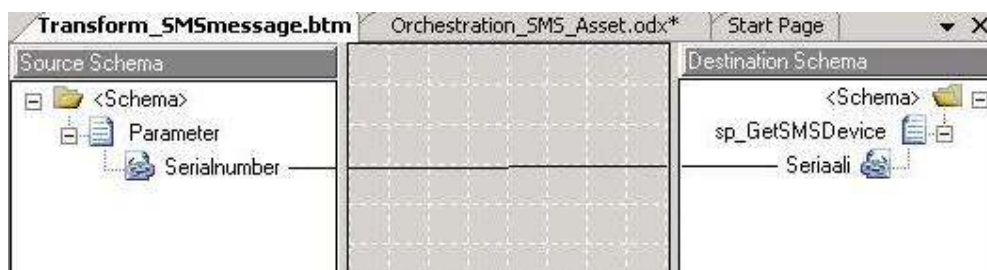 Transform_SMSmessage.btm Orchestration_SMS_Asset.odx* Start Page
Source Schema Destination Schema
<Schema> <Schema>
Parameter sp_GetSMSDevice
Serialnumber Seriaali